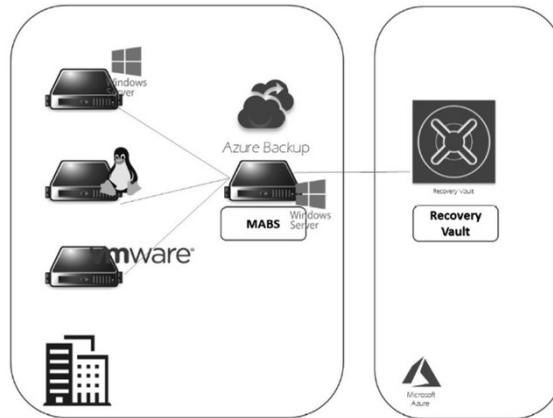 Windows
Server
Azure Backup
MABS
Windows
Server
vmware®
Recovery Vault
Recovery
Vault
Microsoft
Azure